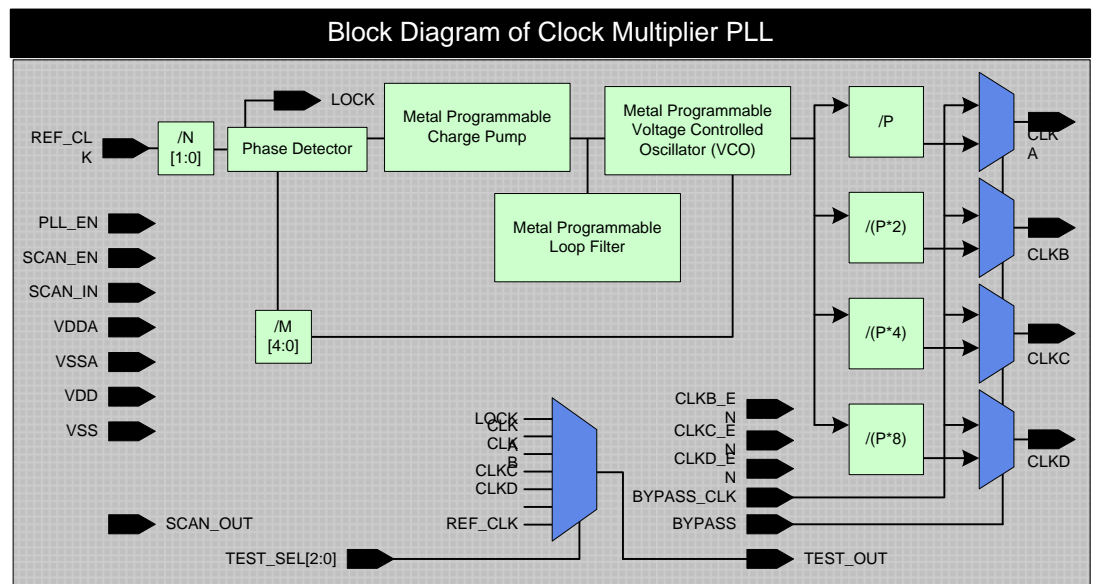 Block Diagram of Clock Multiplier PLL
LOCK
REF_CL
K
/N
[1:0]
Phase Detector
Metal Programmable
Charge Pump
Metal Programmable
Voltage Controlled
Oscillator (VCO)
/P
CLK
A
PLL_EN
SCAN_EN
SCAN_IN
VDDA
VSSA
VDD
VSS
Metal Programmable
Loop Filter
/(P*2)
CLKB
/M
[4:0]
/(P*4)
CLKC
CLKB_E
N
CLKC_E
N
CLKD_E
N
/(P*8)
CLKD
LOCK
CLK
A
CLK
B
CLKC
CLKD
REF_CLK
BYPASS_CLK
BYPASS
SCAN_OUT
TEST_SEL[2:0]
TEST_OUT